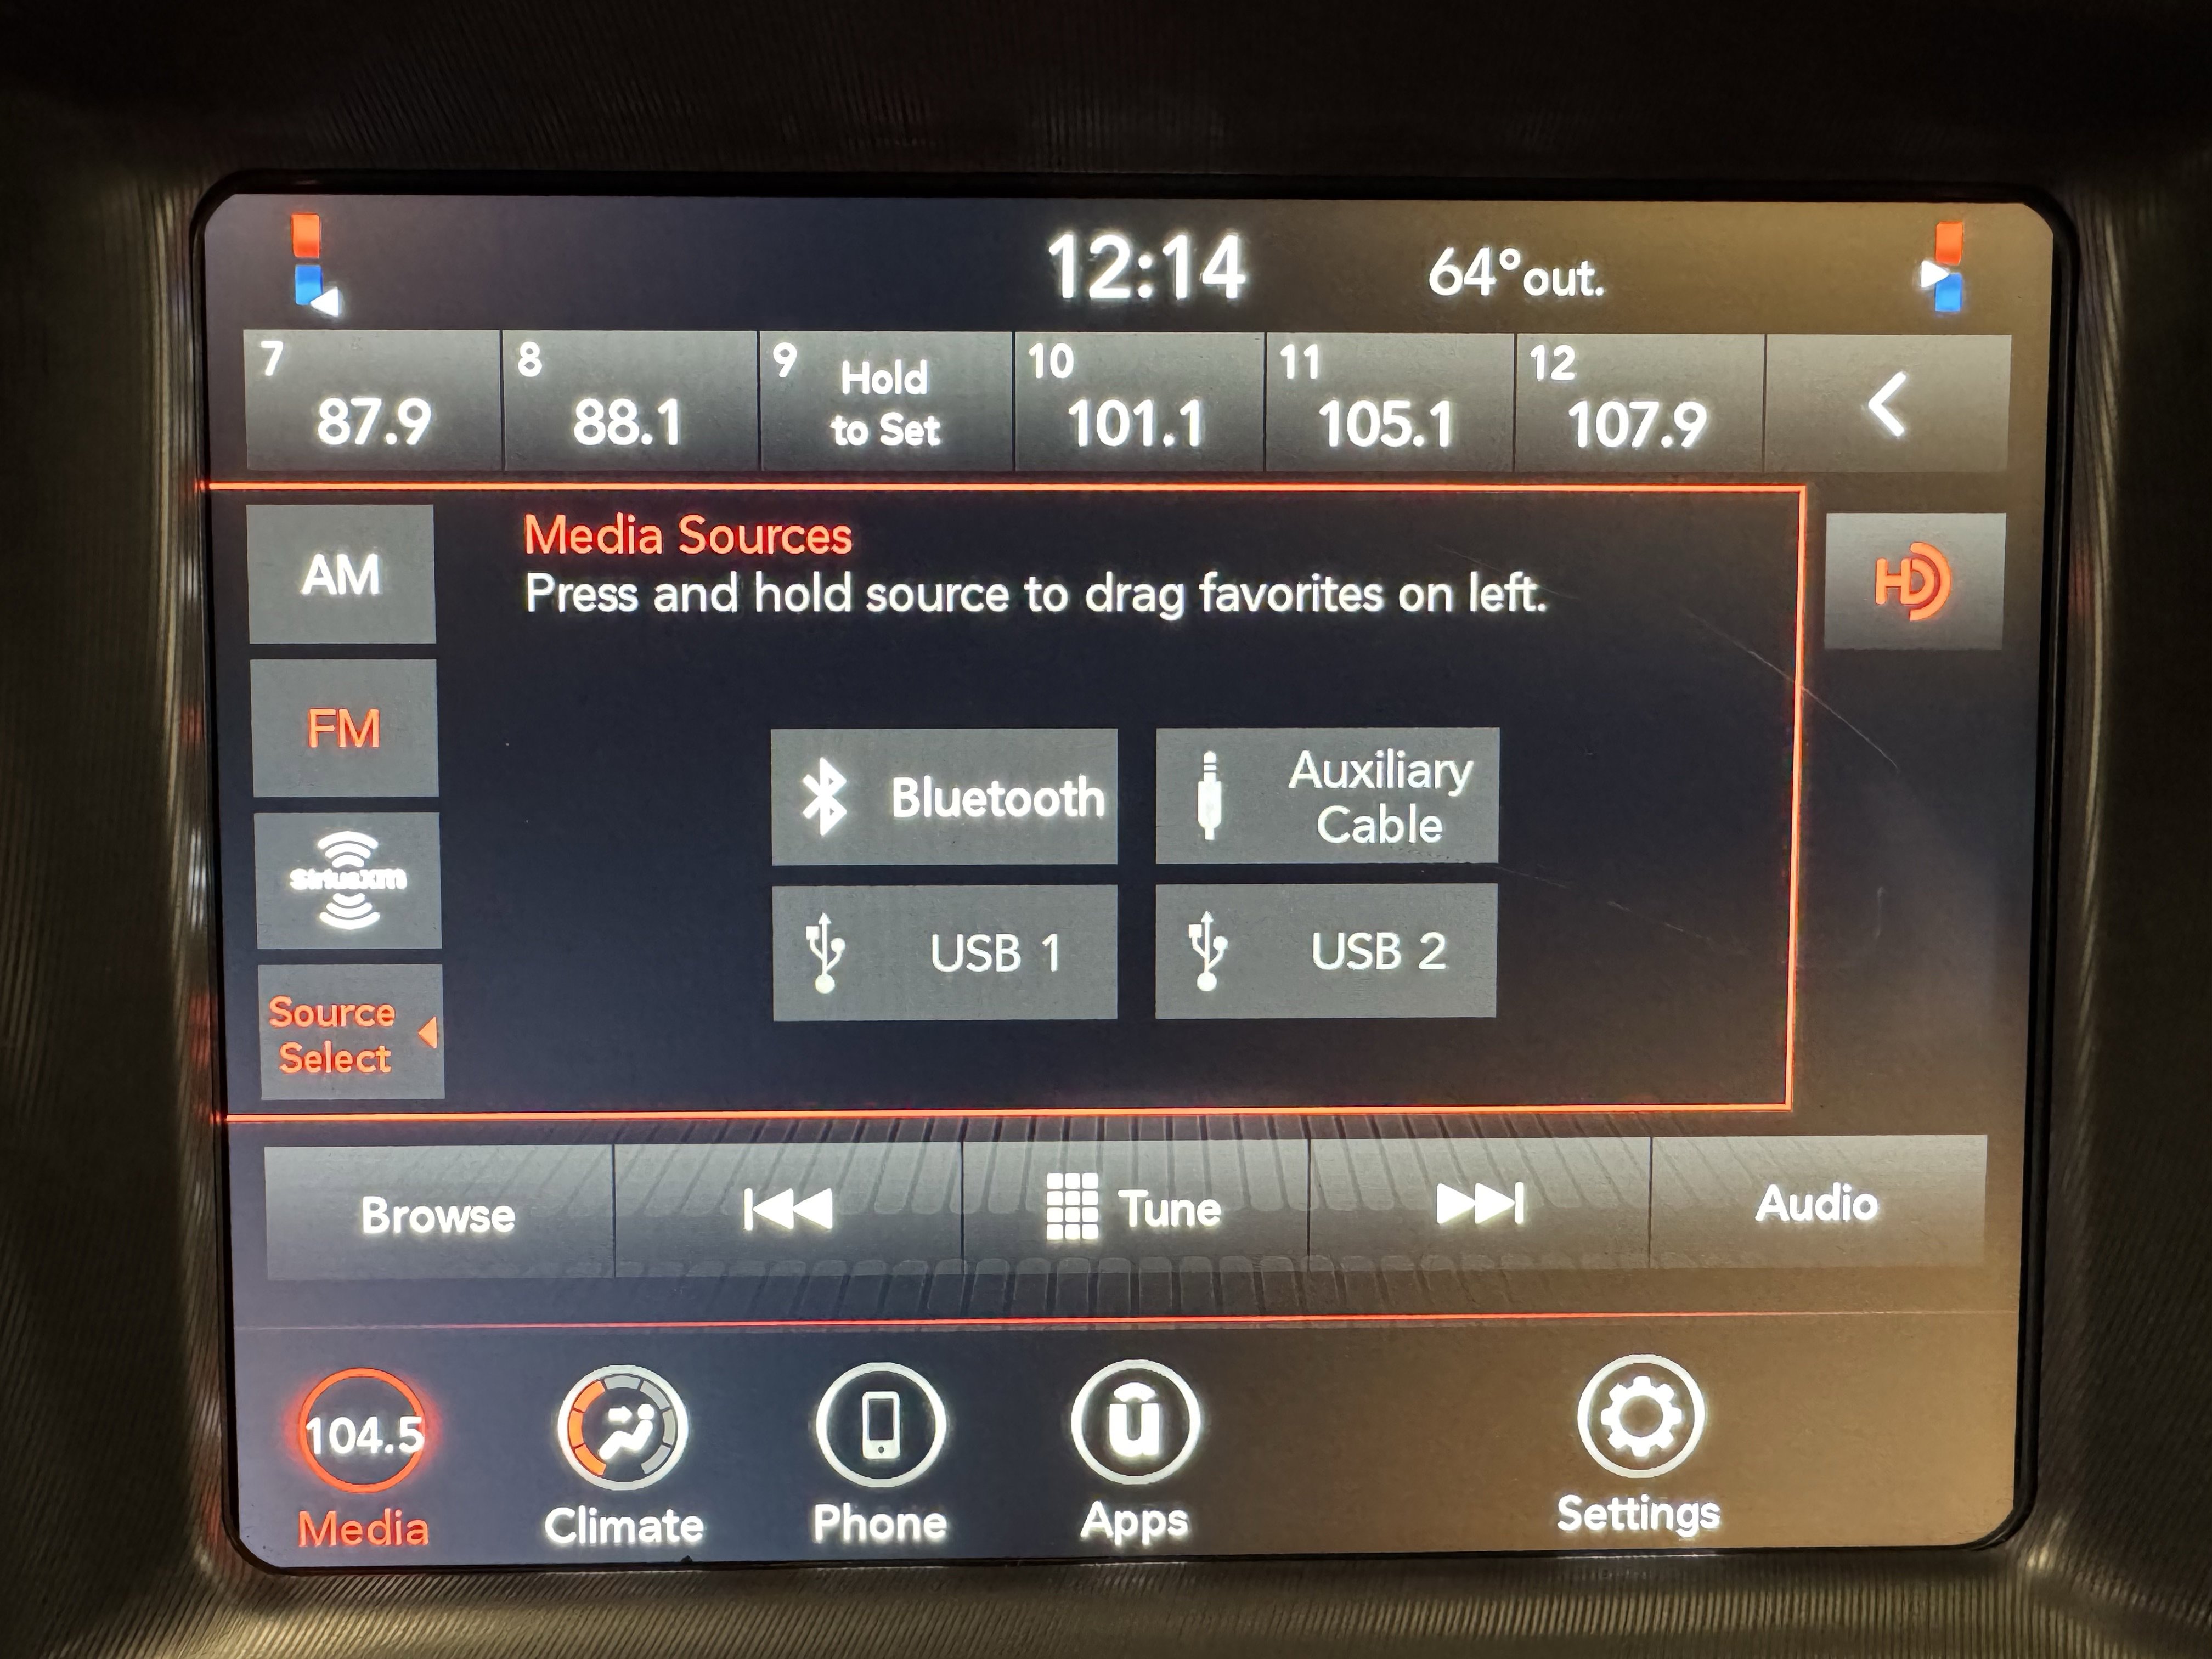 12:14 64°out.
7 8 9 Hold 10 11 12
87.9 88.1 to Set 101.1 105.1 107.9
Media Sources
Press and hold source to drag favorites on left.
AM
FM
SiriusXM
Source
Select
Bluetooth
Auxiliary
Cable
USB 1 USB 2
HD
Browse Tune Audio
104.5 u
Media Climate Phone Apps Settings